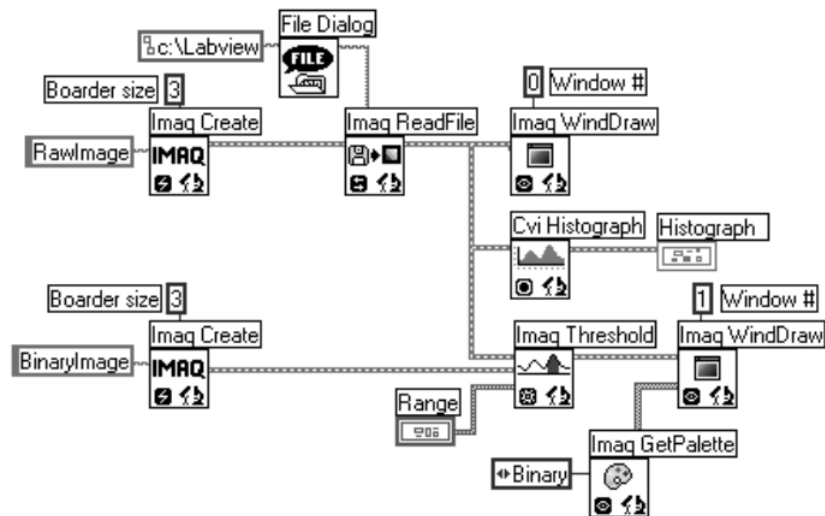 File Dialog
c:\Labview
FILE
Boarder size 3
0 Window #
Imaq Create
Imaq ReadFile
Imaq WindDraw
RawImage
IMAQ
Cvi Histograph
Histograph
Boarder size 3
1 Window #
Imaq Create
Imaq Threshold
Imaq WindDraw
BinaryImage
IMAQ
Range
Imaq GetPalette
Binary